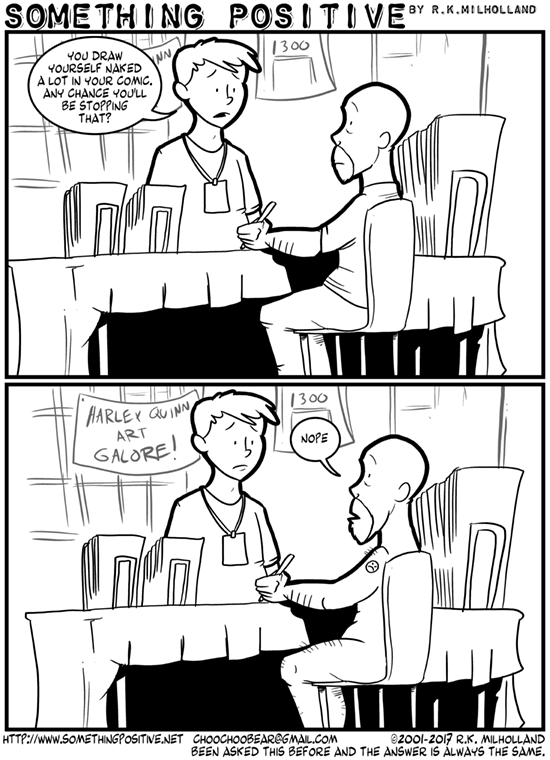 SOMETHING POSITIVE BY R.K.MILHOLLAND
YOU DRAW
YOURSELF NAKED
A LOT IN YOUR COMIC.
ANY CHANCE YOU'LL
BE STOPPING
THAT?
NN
1300
HARLEY QUINN
ART
GALORE!
1300
NOPE
HTTP://WWW.SOMETHINGPOSITIVE.NET CHOOCHOOBEAR@GMAIL.COM ©2001-2017 R.K. MILHOLLAND
BEEN ASKED THIS BEFORE AND THE ANSWER IS ALWAYS THE SAME.